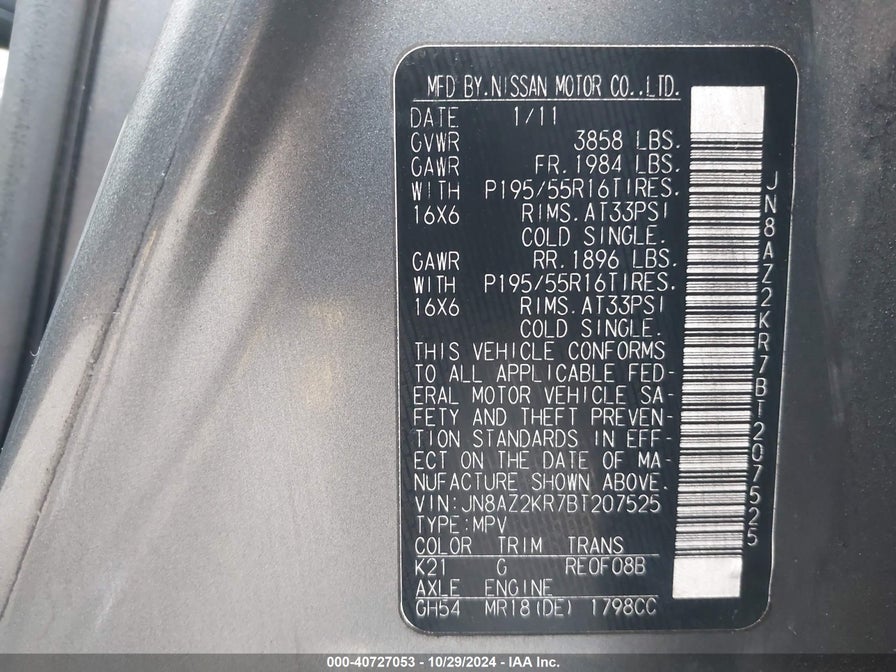 MFD BY.NISSAN MOTOR CO.,LTD.
DATE 1/11
GVWR 3858 LBS.
GAWR FR.1984 LBS.
WITH P195/55R16TIRES.
16X6 RIMS.AT33PSI
COLD SINGLE.
GAWR RR.1896 LBS.
WITH P195/55R16TIRES.
16X6 RIMS.AT33PSI
COLD SINGLE.
THIS VEHICLE CONFORMS
TO ALL APPLICABLE FED-
ERAL MOTOR VEHICLE SA-
FETY AND THEFT PREVEN-
TION STANDARDS IN EFF-
ECT ON THE DATE OF MA-
NUFACTURE SHOWN ABOVE.
VIN:JN8AZ2KR7BT207525
TYPE:MPV
COLOR TRIM TRANS
K21 G RE0F08B
AXLE ENGINE
GH54 MR18(DE) 1798CC
JN8AZ2KR7BT207525
000-40727053 - 10/29/2024 - IAA Inc.